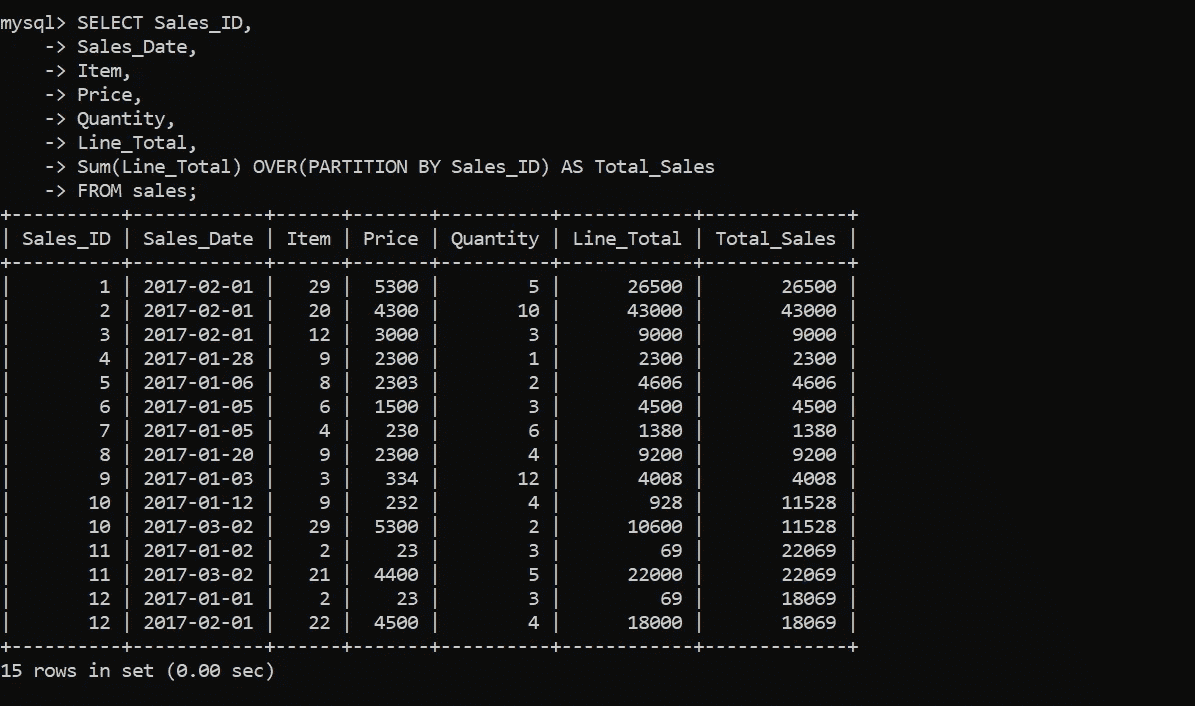 mysql> SELECT Sales_ID,
    -> Sales_Date,
    -> Item,
    -> Price,
    -> Quantity,
    -> Line_Total,
    -> Sum(Line_Total) OVER(PARTITION BY Sales_ID) AS Total_Sales
    -> FROM sales;
+----------+------------+------+-------+----------+------------+-------------+
| Sales_ID | Sales_Date | Item | Price | Quantity | Line_Total | Total_Sales |
+----------+------------+------+-------+----------+------------+-------------+
|        1 | 2017-02-01 |   29 |  5300 |        5 |      26500 |       26500 |
|        2 | 2017-02-01 |   20 |  4300 |       10 |      43000 |       43000 |
|        3 | 2017-02-01 |   12 |  3000 |        3 |       9000 |        9000 |
|        4 | 2017-01-28 |    9 |  2300 |        1 |       2300 |        2300 |
|        5 | 2017-01-06 |    8 |  2303 |        2 |       4606 |        4606 |
|        6 | 2017-01-05 |    6 |  1500 |        3 |       4500 |        4500 |
|        7 | 2017-01-05 |    4 |   230 |        6 |       1380 |        1380 |
|        8 | 2017-01-20 |    9 |  2300 |        4 |       9200 |        9200 |
|        9 | 2017-01-03 |    3 |   334 |       12 |       4008 |        4008 |
|       10 | 2017-01-12 |    9 |   232 |        4 |        928 |       11528 |
|       10 | 2017-03-02 |   29 |  5300 |        2 |      10600 |       11528 |
|       11 | 2017-01-02 |    2 |    23 |        3 |         69 |       22069 |
|       11 | 2017-03-02 |   21 |  4400 |        5 |      22000 |       22069 |
|       12 | 2017-01-01 |    2 |    23 |        3 |         69 |       18069 |
|       12 | 2017-02-01 |   22 |  4500 |        4 |      18000 |       18069 |
+----------+------------+------+-------+----------+------------+-------------+
15 rows in set (0.00 sec)